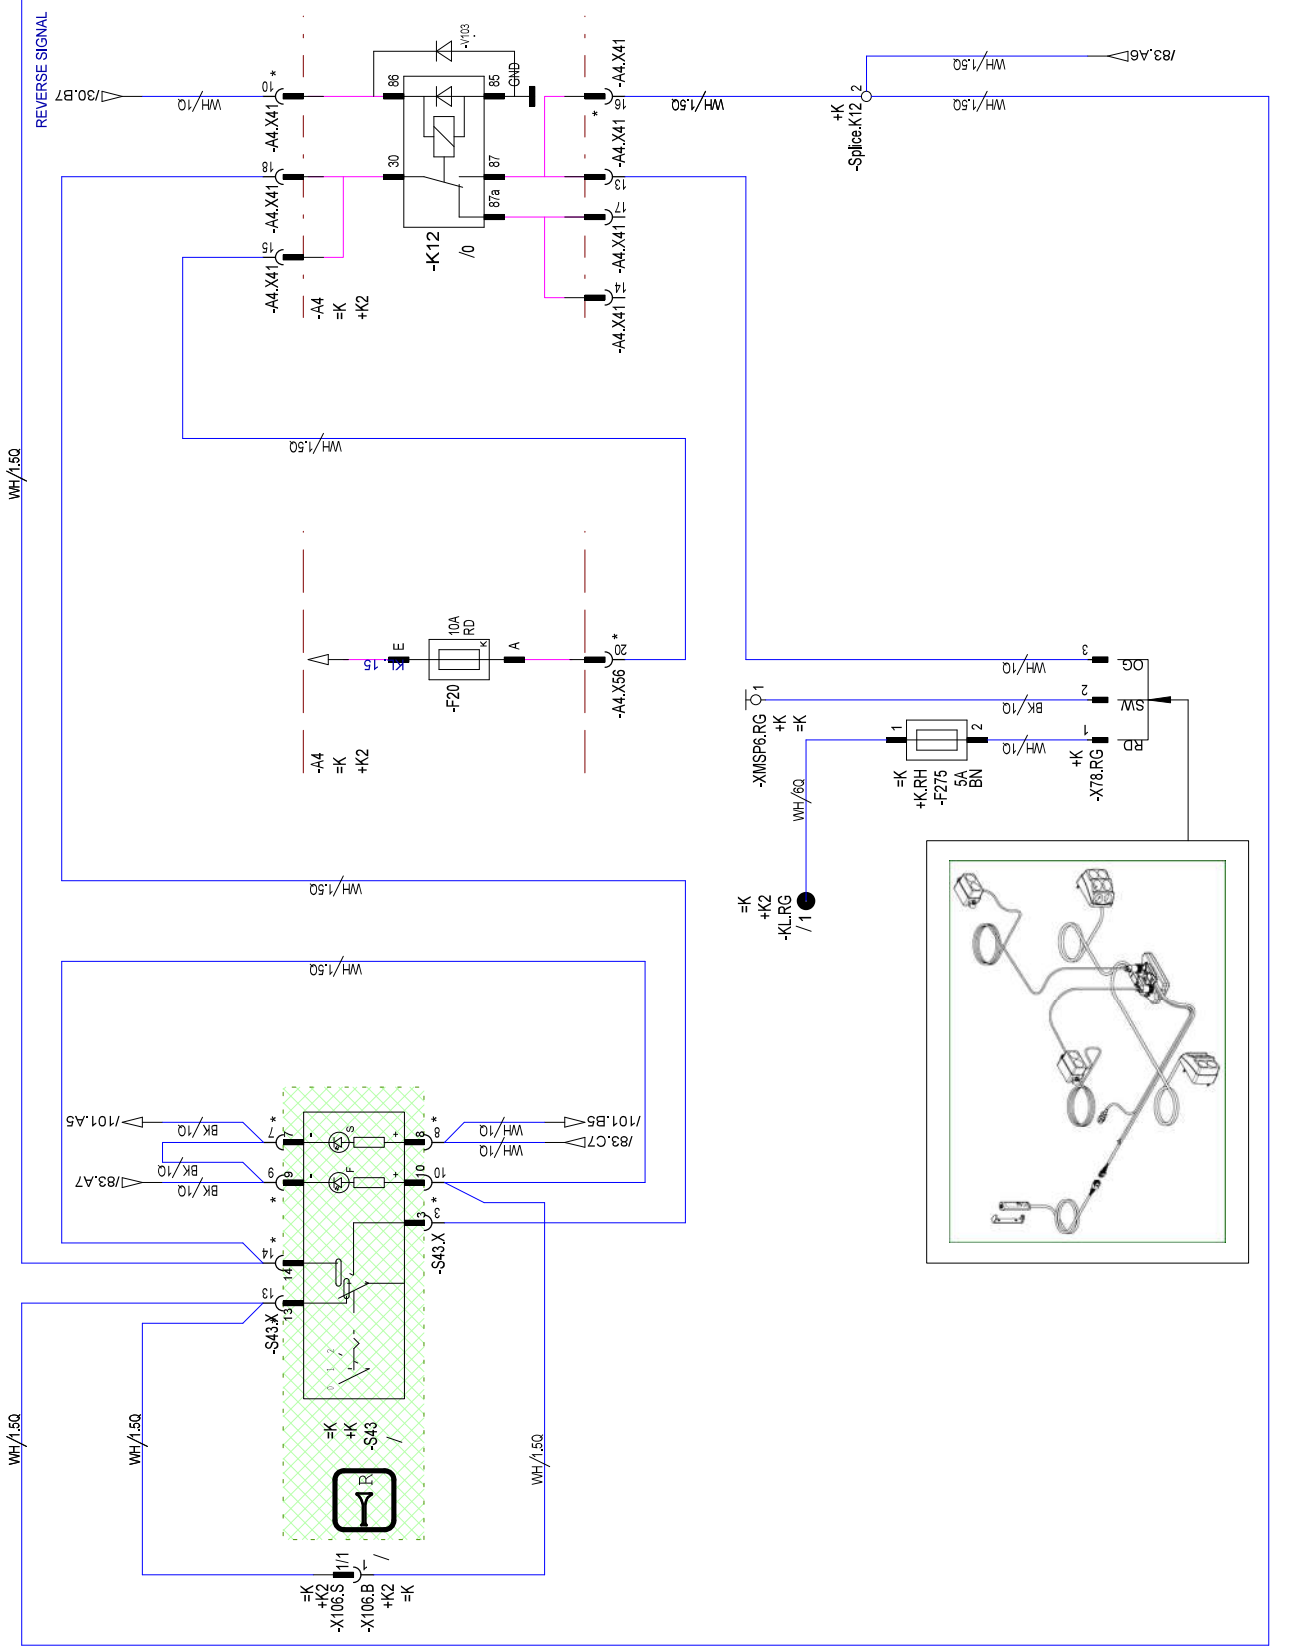 REVERSE SIGNAL
/30.B7
WH/1Q
10
*
-A4.X41
18
-A4.X41
15
-A4.X41
-A4
=K
+K2
86
85
GND
-V103
30
87
87a
-K12
/0
-A4.X41
16
*
-A4.X41
13
-A4.X41
17
-A4.X41
14
WH/1.5Q
+K
-Splice.K12
2
WH/1.5Q
/83.A6
WH/1.5Q
WH/1.5Q
WH/1.5Q
-A4
=K
+K2
KL. 15
E
10A
RD
K
-F20
A
20
*
-A4.X56
-XMSP6.RG
1
+K
=K
WH/6Q
=K
+K2
-KL.RG
/ 1
=K
+K.RH
-F275
5A
BN
1
2
WH/1Q
BK/1Q
WH/1Q
3
2
1
OG
SW
RD
+K
-X78.RG
WH/1.5Q
WH/1.5Q
/101.A5
BK/1Q
7
*
7
-
S
+
8
8
*
WH/1Q
/101.B5
/83.C7
WH/1Q
/83.A7
BK/1Q
BK/1Q
9
*
9
-
F
+
10
10
3
*
3
-S43.X
14
*
14
13
13
-S43.X
0 1 2
=K
+K
-S43
/
R
WH/1.5Q
WH/1.5Q
WH/1.5Q
=K
+K2
-X106.S
1/1
-X106.B
1
/
+K2
=K